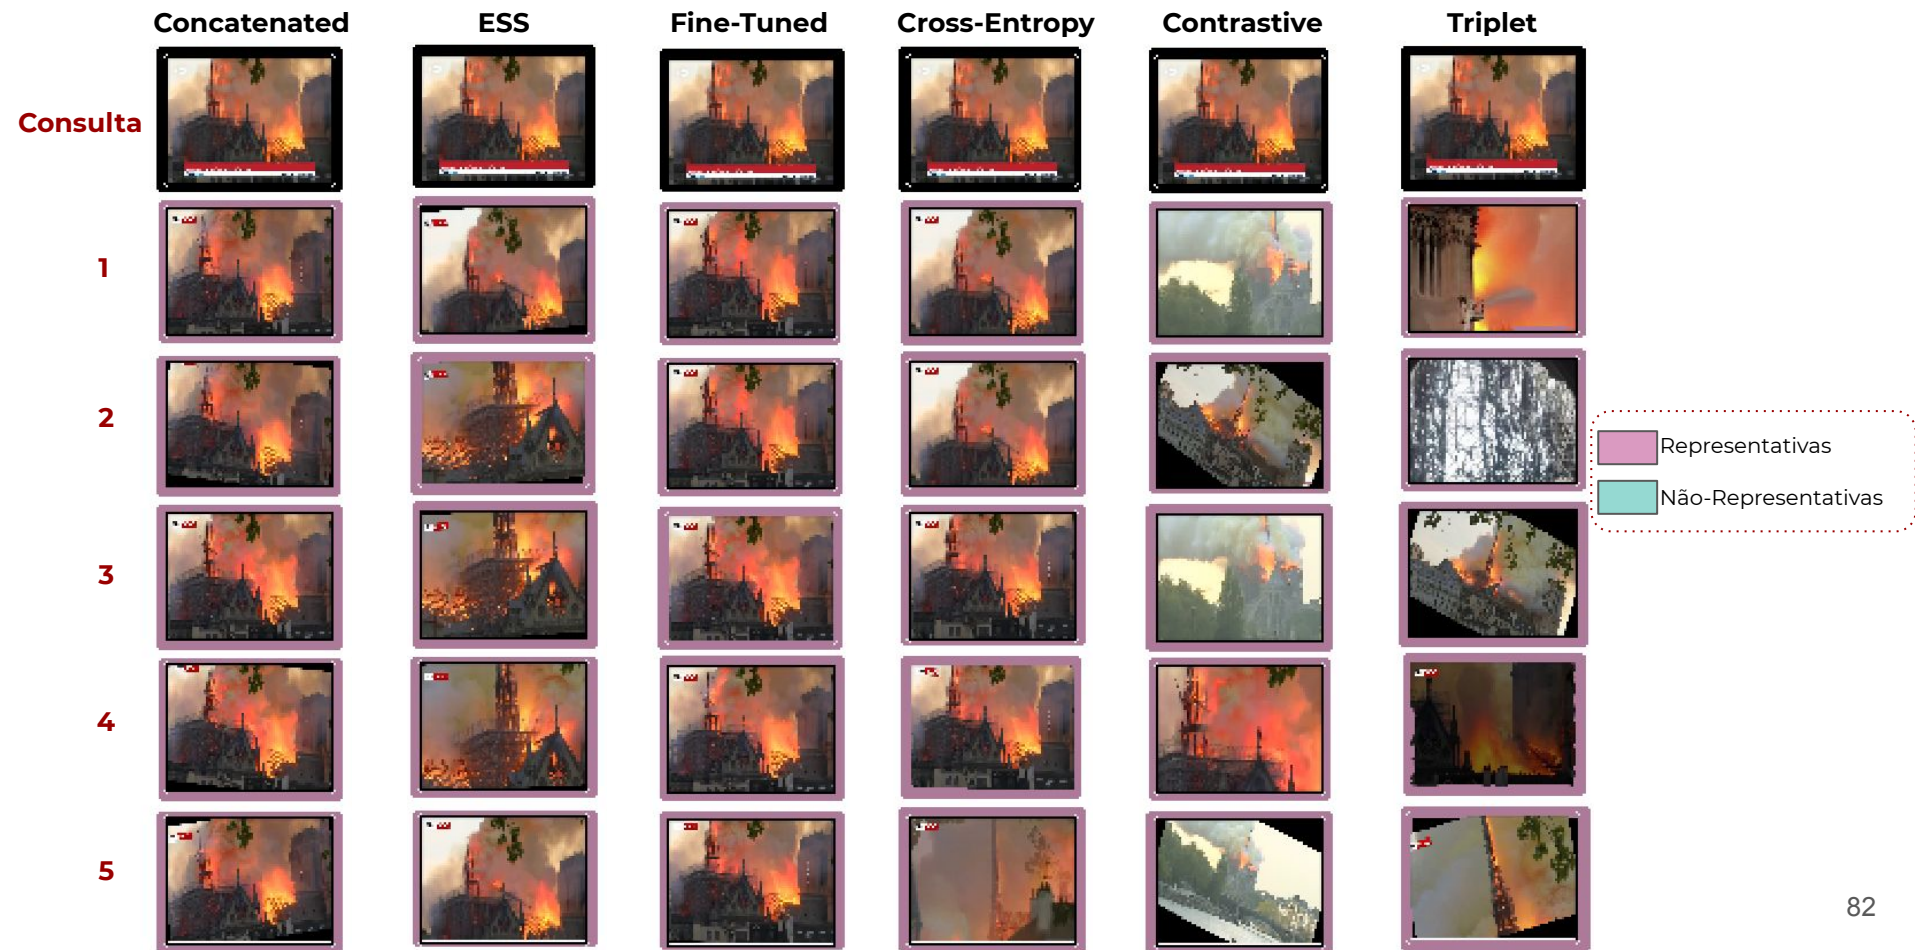 Concatenated ESS Fine-Tuned Cross-Entropy Contrastive Triplet
Consulta
1
2
Representativas
Não-Representativas
3
4
5
82